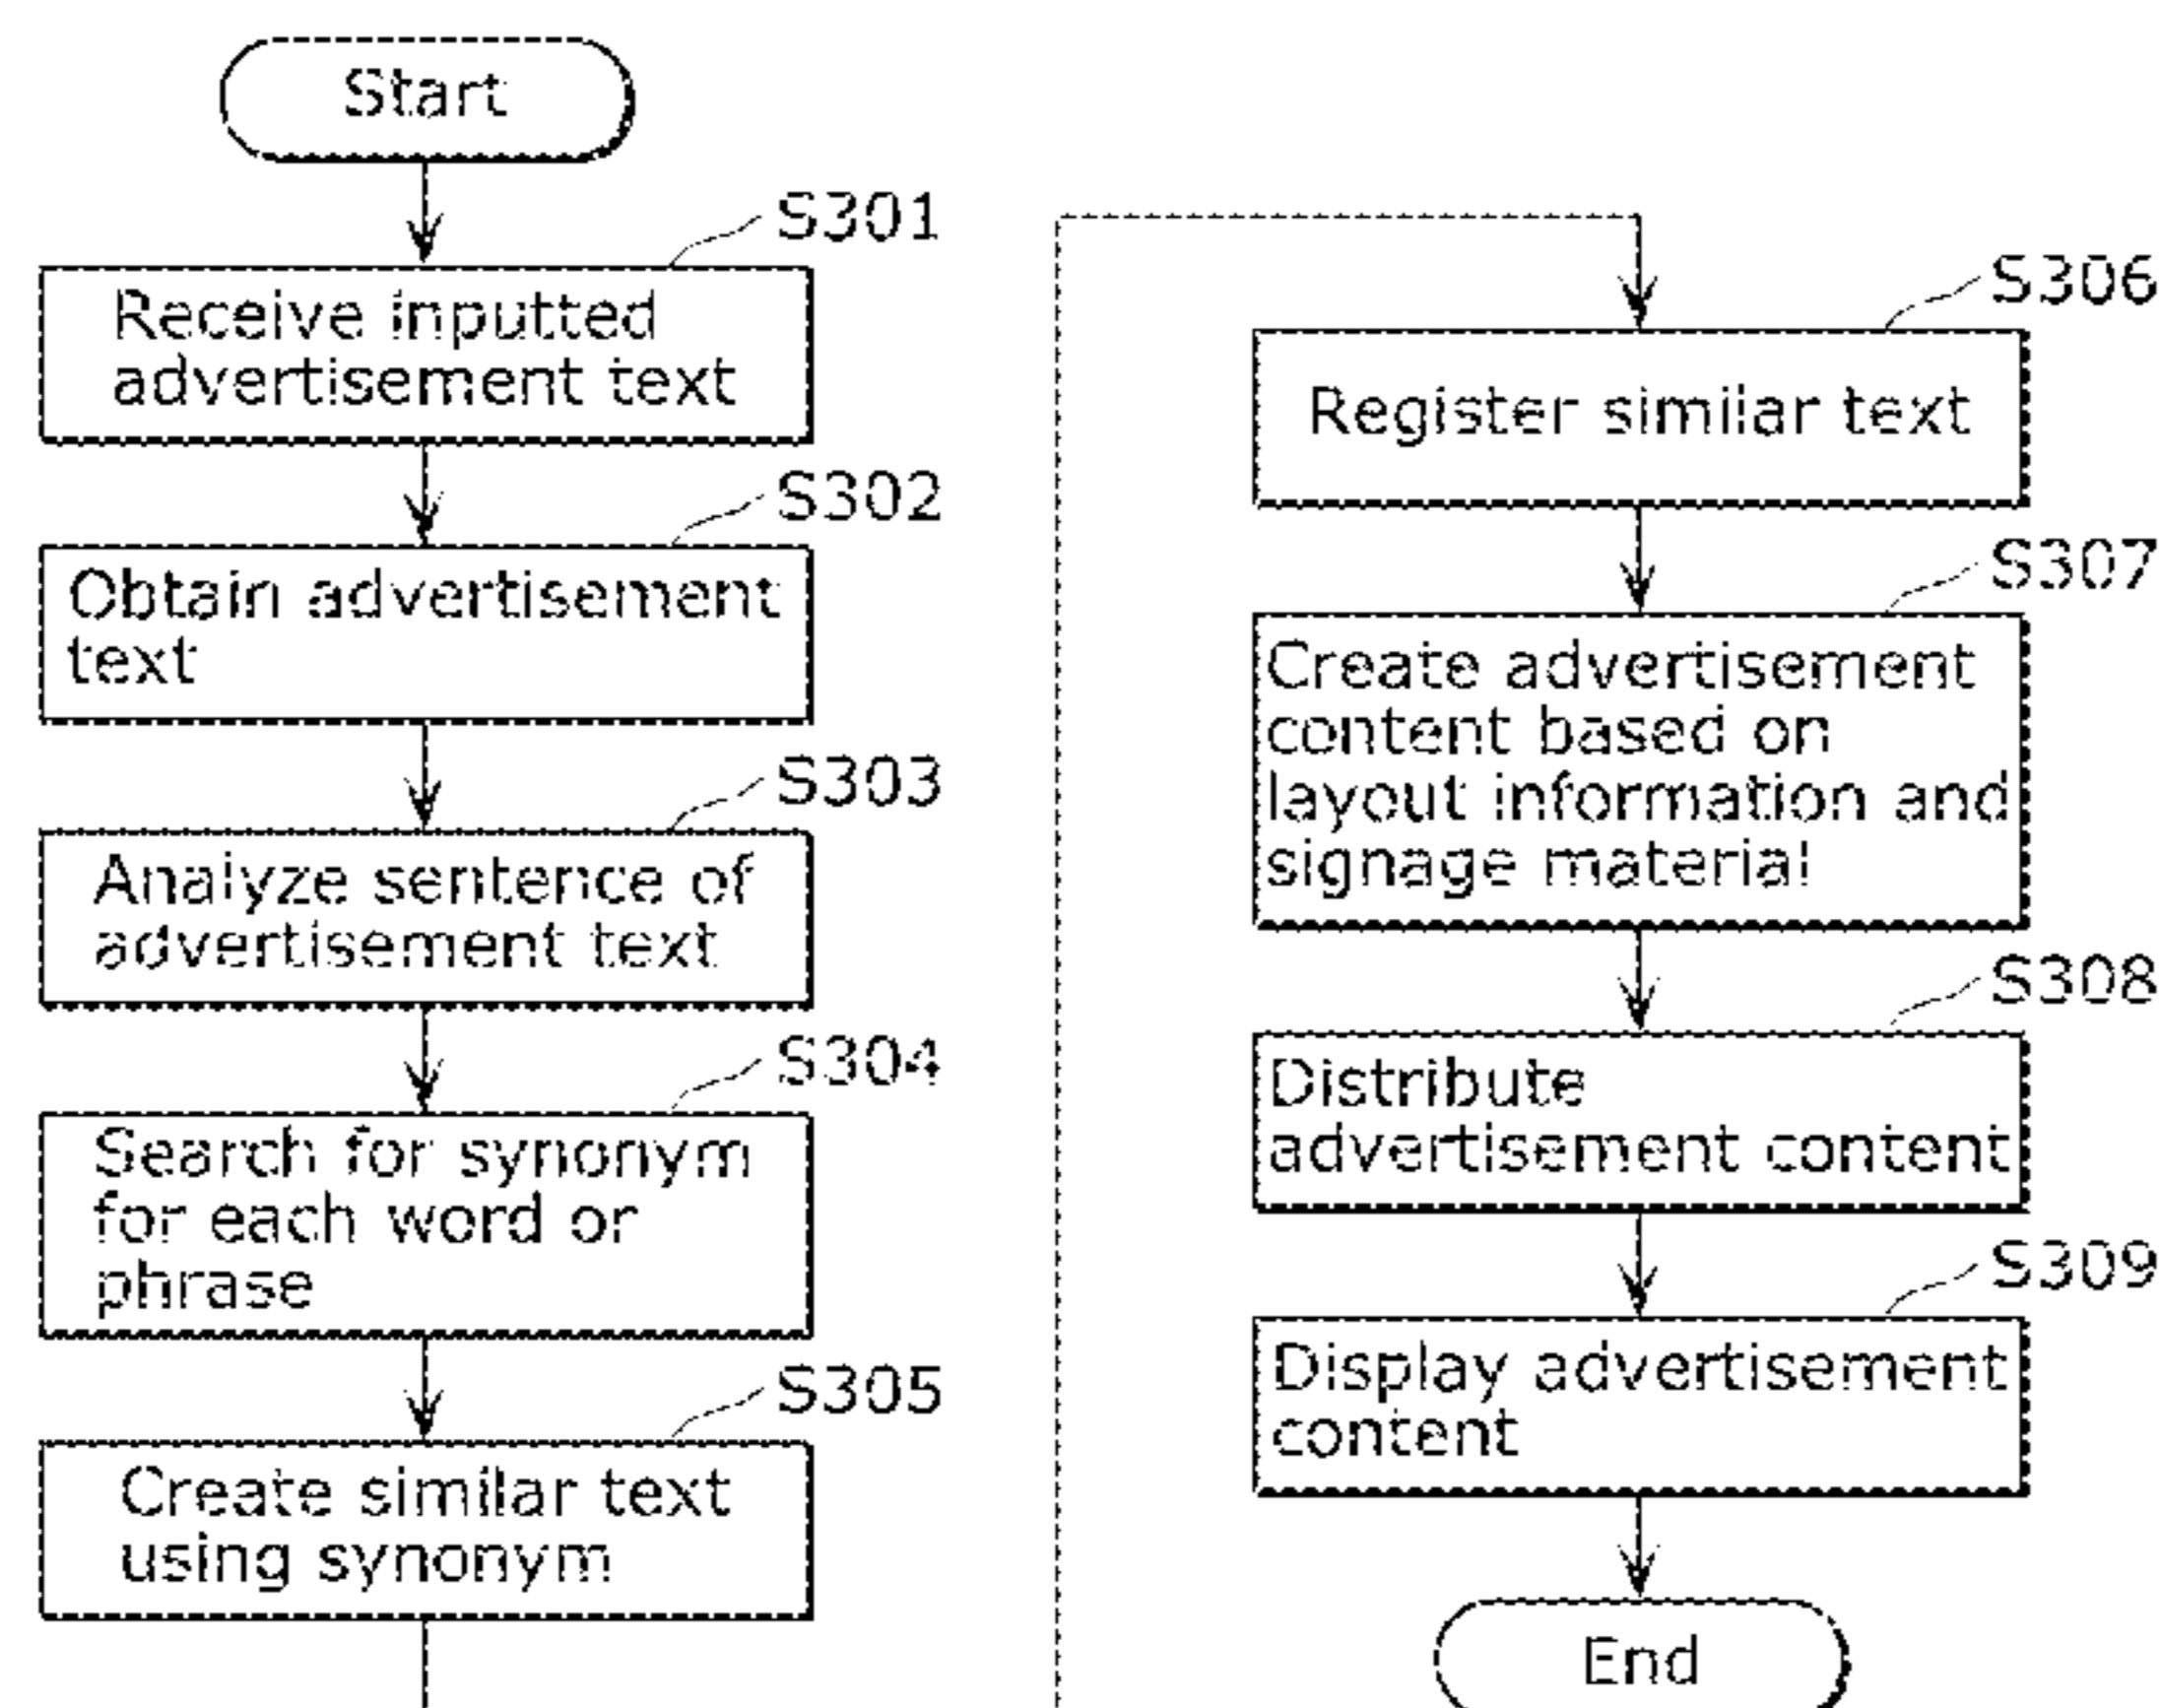 Start
S301
Receive inputted
advertisement text
S302
Obtain advertisement
text
S303
Analyze sentence of
advertisement text
S304
Search for synonym
for each word or
phrase
S305
Create similar text
using synonym
S306
Register similar text
S307
Create advertisement
content based on
layout information and
signage material
S308
Distribute
advertisement content
S309
Display advertisement
content
End